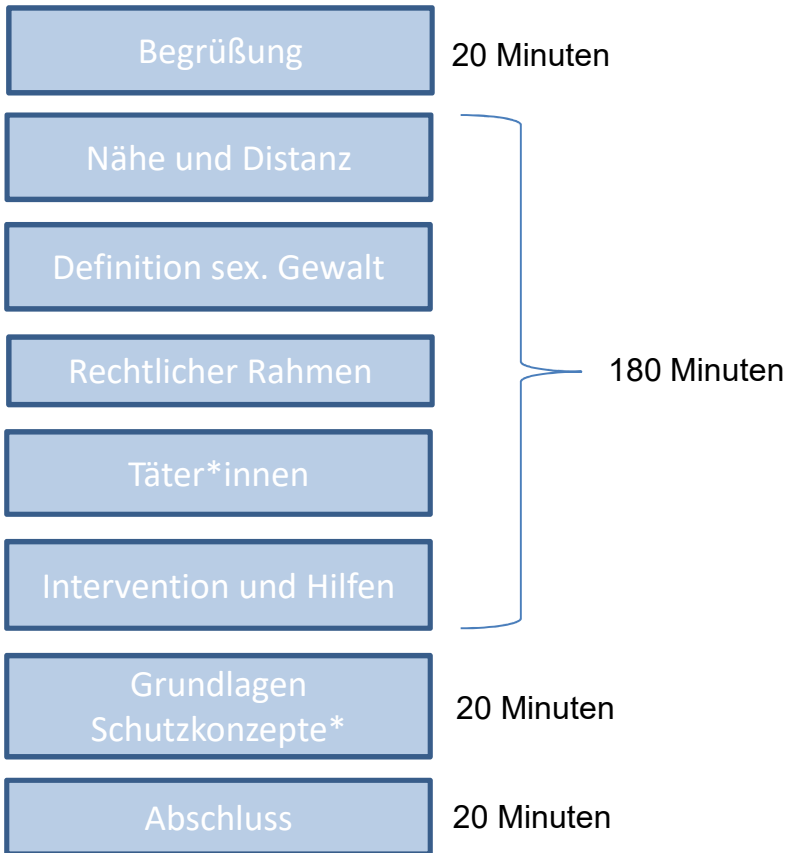 Begrüßung
20 Minuten
Nähe und Distanz
Definition sex. Gewalt
Rechtlicher Rahmen
180 Minuten
Täter*innen
Intervention und Hilfen
Grundlagen
Schutzkonzepte*
20 Minuten
Abschluss
20 Minuten